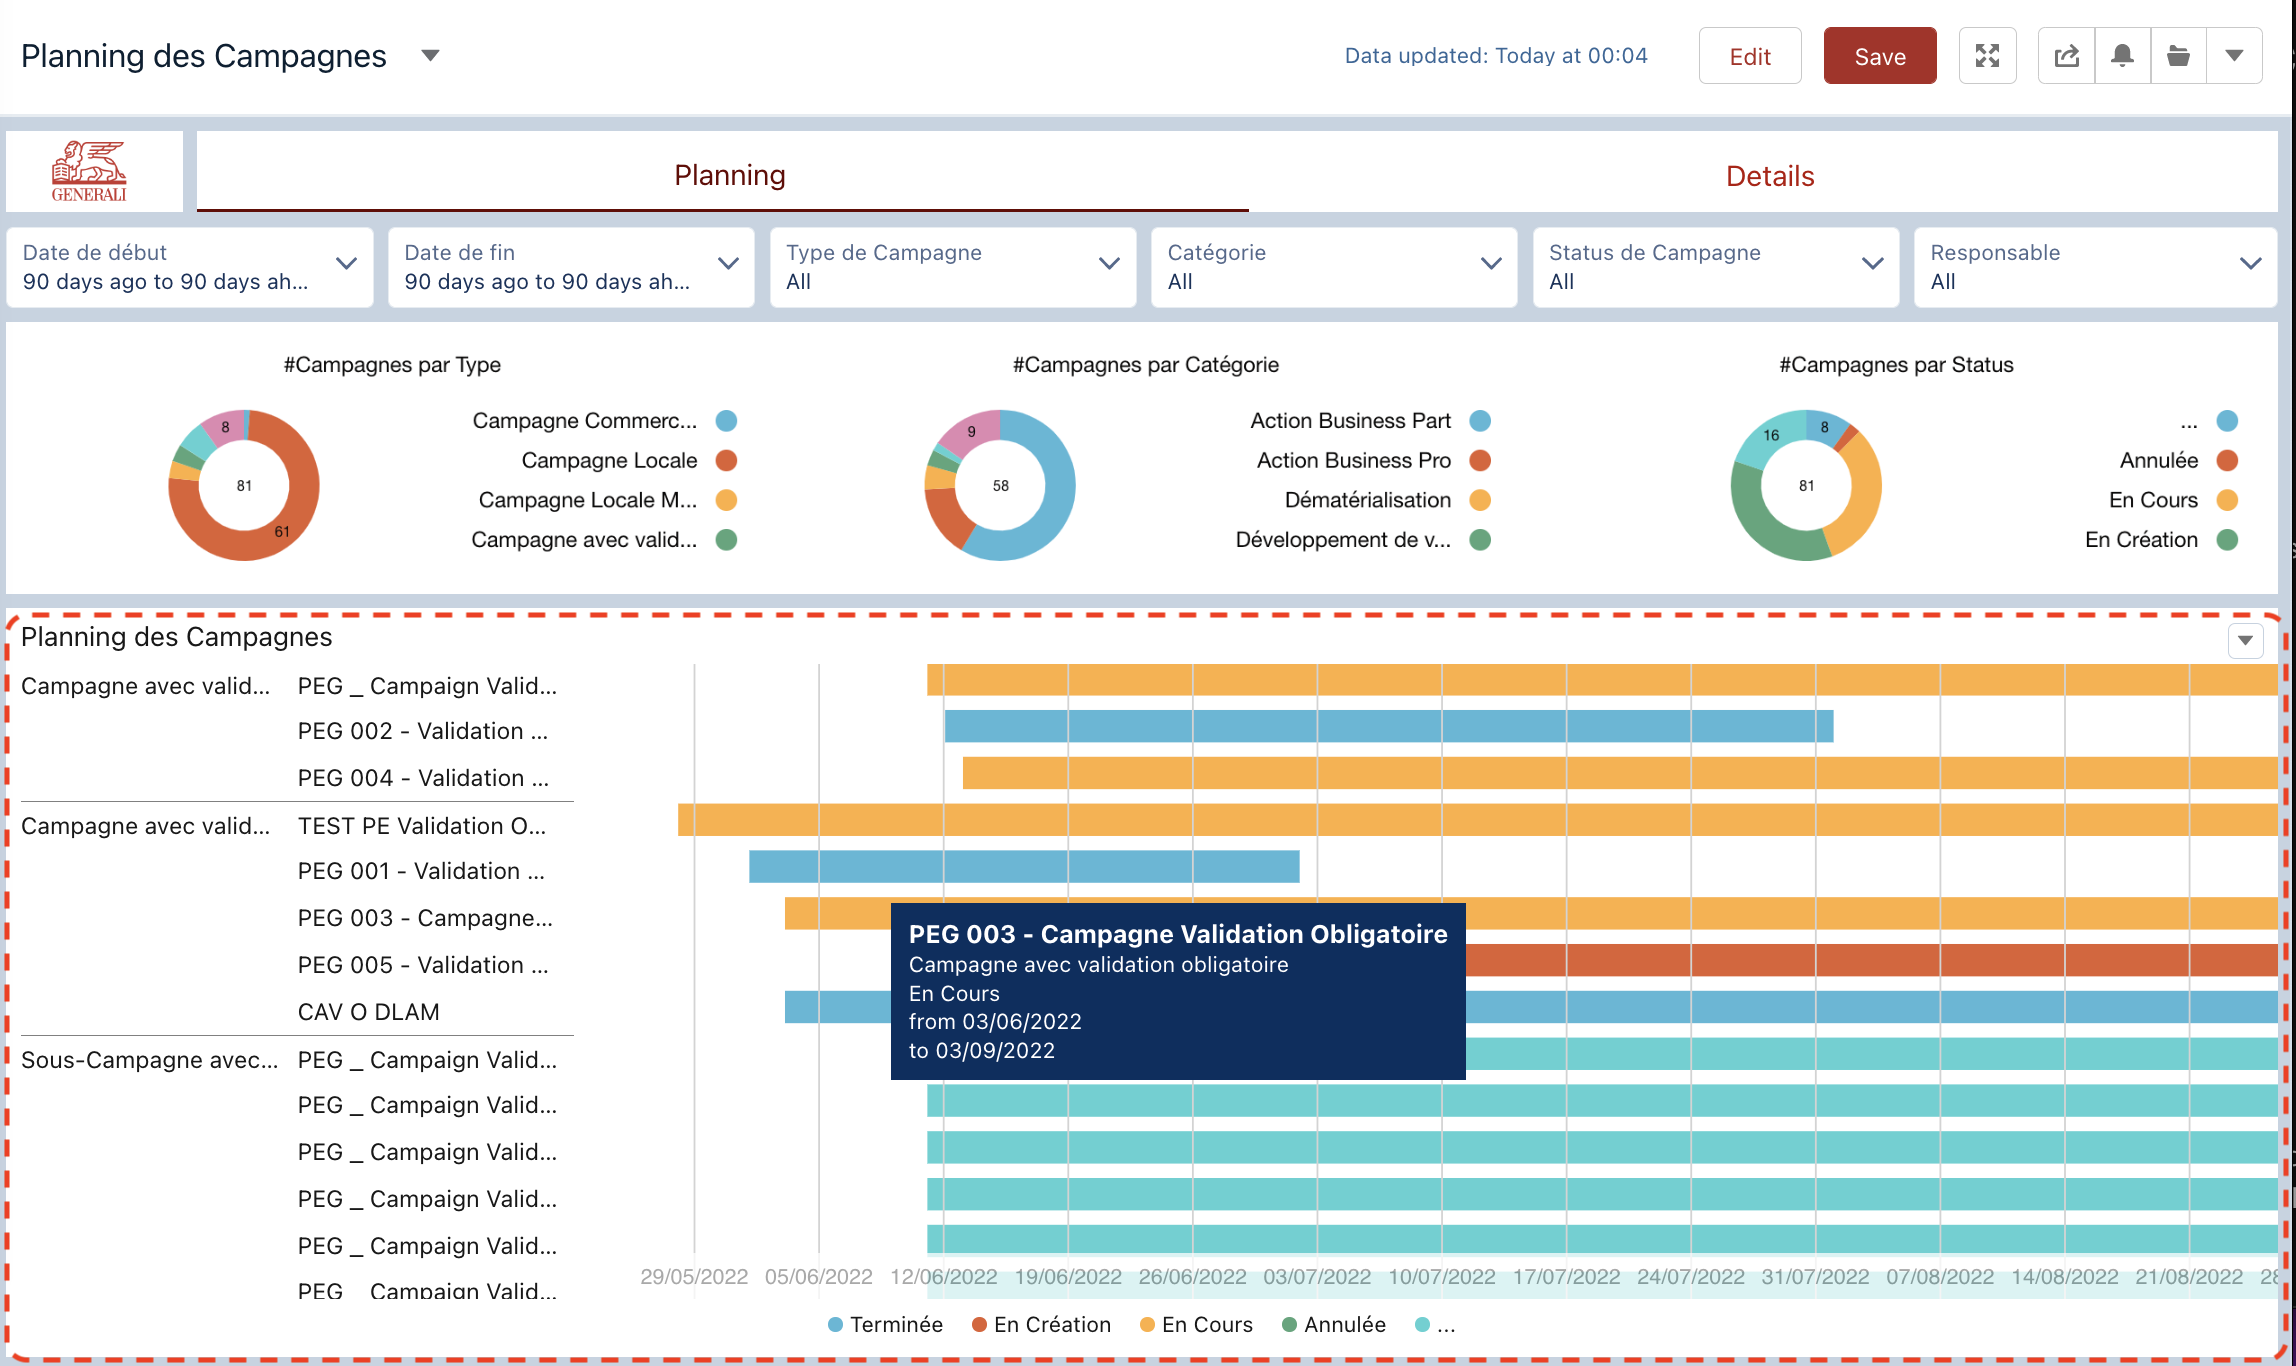 Planning des Campagnes
Data updated: Today at 00:04
Edit
Save
GENERALI
Planning
Details
Date de début
90 days ago to 90 days ah...
Date de fin
90 days ago to 90 days ah...
Type de Campagne
All
Catégorie
All
Status de Campagne
All
Responsable
All
#Campagnes par Type
8
81
61
Campagne Commerc...
Campagne Locale
Campagne Locale M...
Campagne avec valid...
#Campagnes par Catégorie
9
58
Action Business Part
Action Business Pro
Dématérialisation
Développement de v...
#Campagnes par Status
16
8
81
...
Annulée
En Cours
En Création
Planning des Campagnes
Campagne avec valid...
PEG _ Campaign Valid...
PEG 002 - Validation ...
PEG 004 - Validation ...
Campagne avec valid...
TEST PE Validation O...
PEG 001 - Validation ...
PEG 003 - Campagne...
PEG 005 - Validation ...
CAV O DLAM
PEG 003 - Campagne Validation Obligatoire
Campagne avec validation obligatoire
En Cours
from 03/06/2022
to 03/09/2022
Sous-Campagne avec...
PEG _ Campaign Valid...
PEG _ Campaign Valid...
PEG _ Campaign Valid...
PEG _ Campaign Valid...
PEG _ Campaign Valid...
PEG _ Campaign Valid...
29/05/2022 05/06/2022 12/06/2022 19/06/2022 26/06/2022 03/07/2022 10/07/2022 17/07/2022 24/07/2022 31/07/2022 07/08/2022 14/08/2022 21/08/2022
Terminée En Création En Cours Annulée ...